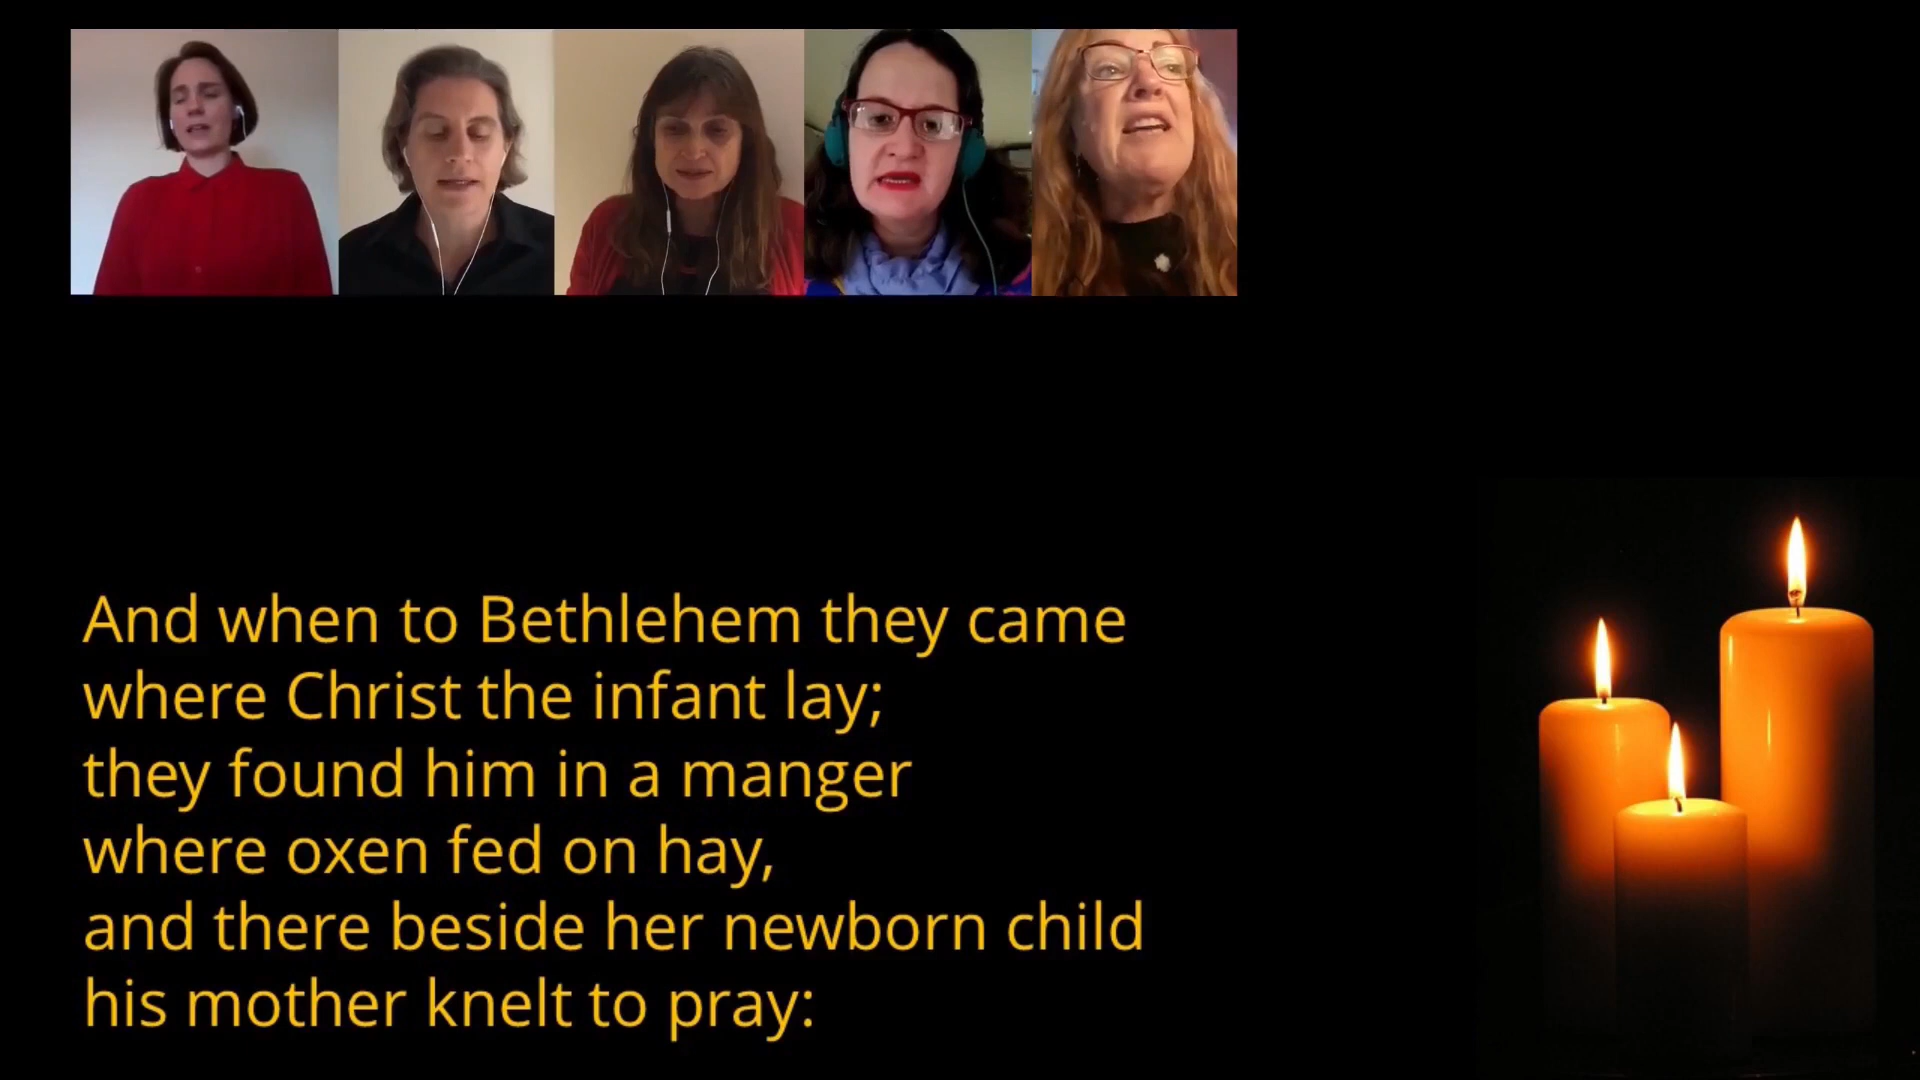 And when to Bethlehem they came
where Christ the infant lay;
they found him in a manger
where oxen fed on hay,
and there beside her newborn child
his mother knelt to pray: